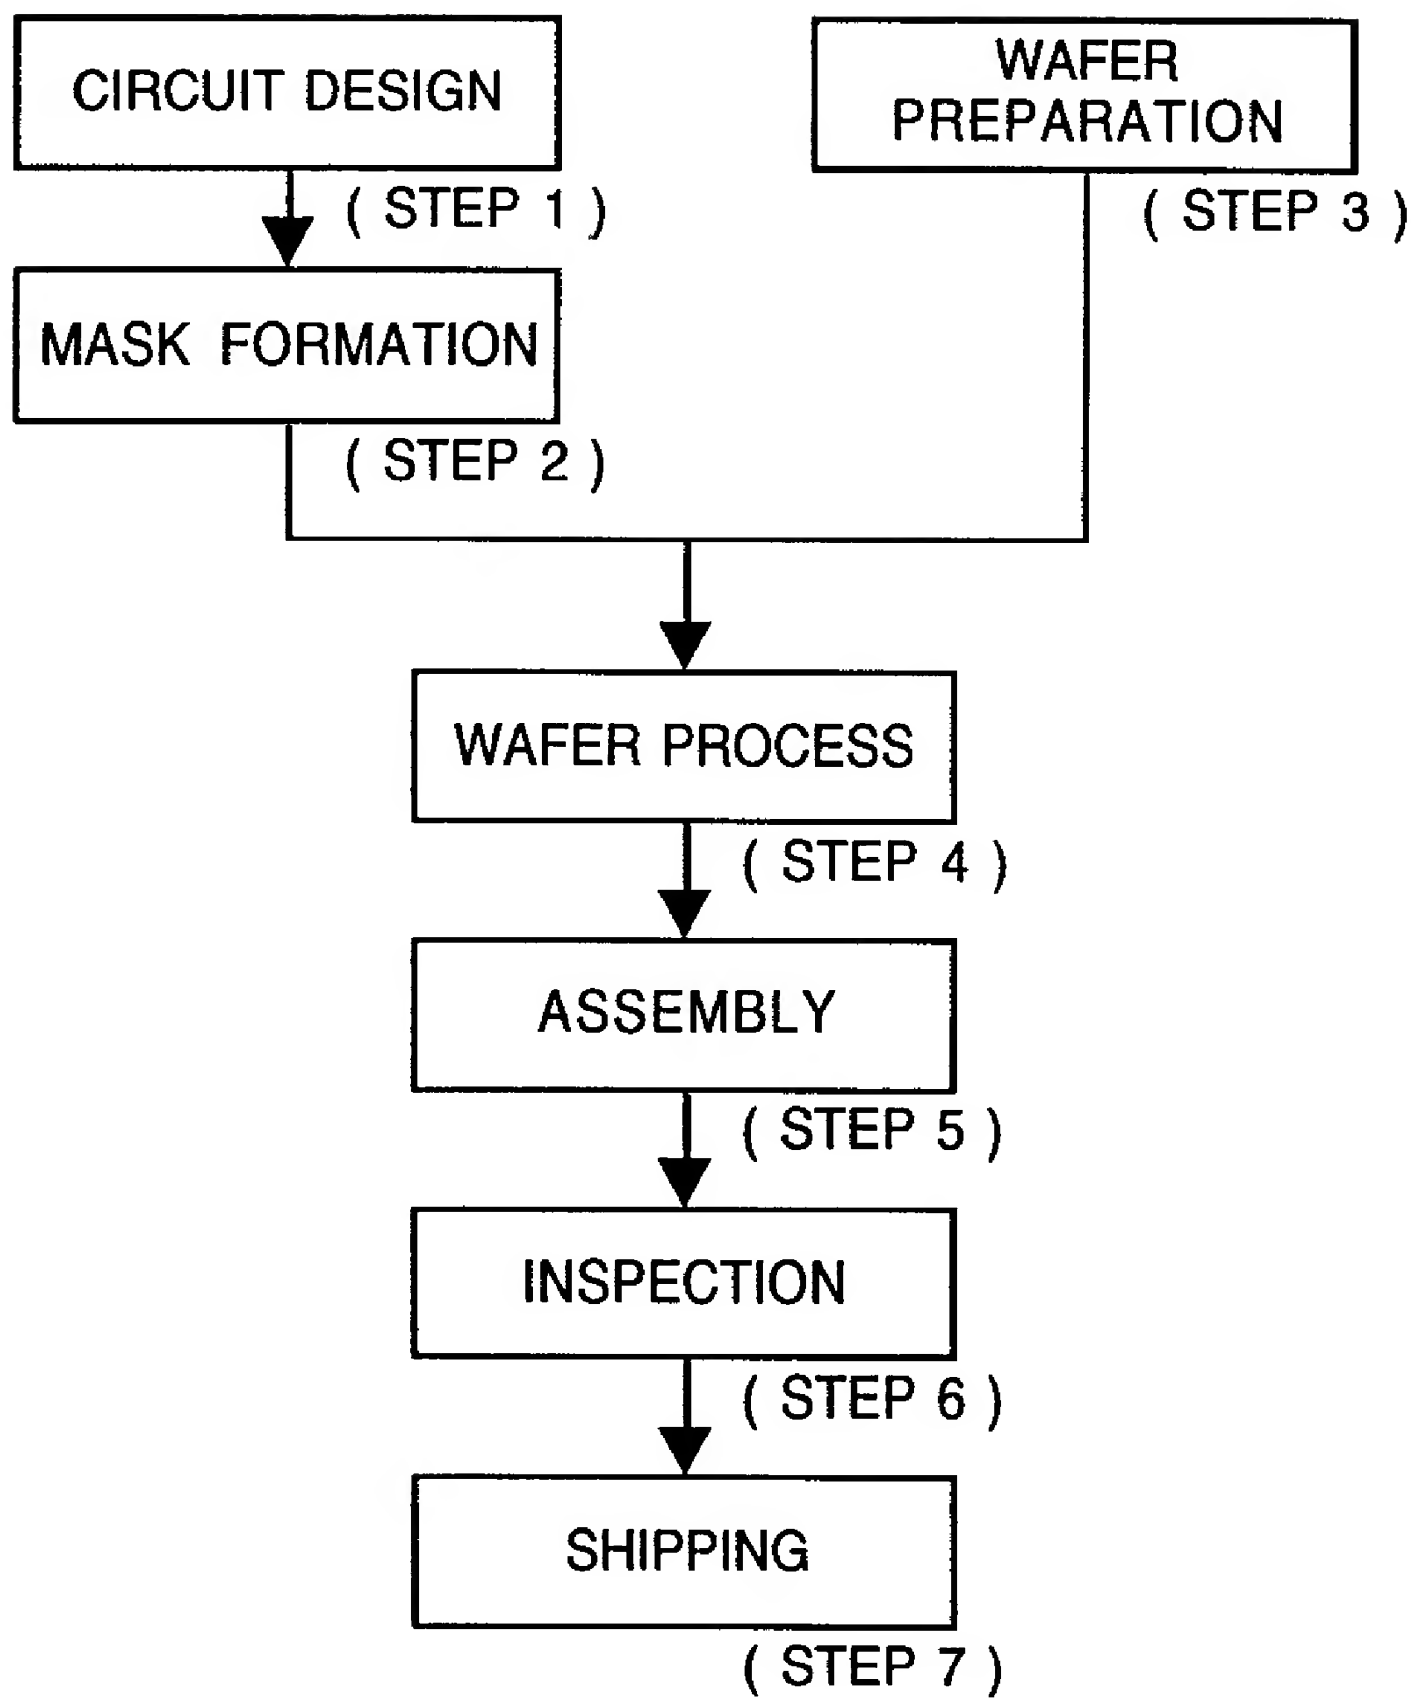 CIRCUIT DESIGN
( STEP 1 )
WAFER
PREPARATION
( STEP 3 )
MASK FORMATION
( STEP 2 )
WAFER PROCESS
( STEP 4 )
ASSEMBLY
( STEP 5 )
INSPECTION
( STEP 6 )
SHIPPING
( STEP 7 )